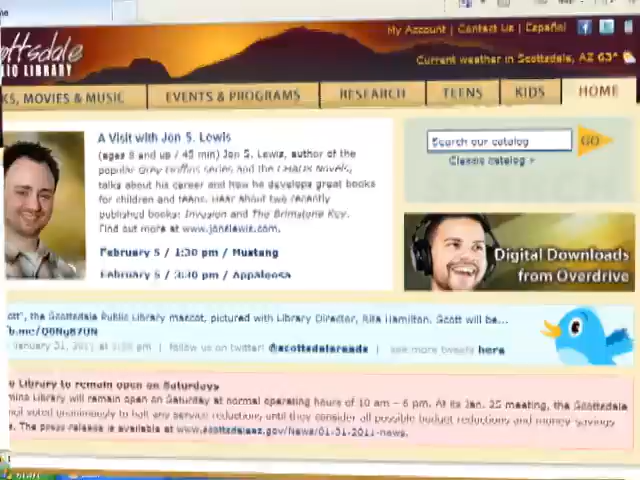 My Account | Contact Us | Español
ottsdale
LIC LIBRARY
Current weather in Scottsdale, AZ 63°
KS, MOVIES & MUSIC
EVENTS & PROGRAMS
RESEARCH
TEENS
KIDS
HOME
A Visit with Jon S. Lewis
(ages 8 and up / 45 min) Jon S. Lewis, author of the
popular Grey Griffins series and the C.H.A.O.S. Novels,
talks about his career and how he develops great books
for children and teens. Hear about two recently
published books: Invasion and The Brimstone Key.
Find out more at www.jonslewis.com.
February 5 / 1:30 pm / Mustang
February 5 / 3:30 pm / Appaloosa
Search our catalog
GO
Classic catalog >
Digital Downloads
from Overdrive
ott", the Scottsdale Public Library mascot, pictured with Library Director, Rita Hamilton. Scott will be...
January 31, 2011 at | follow us on twitter @scottsdalereads | see more tweets here
Library to remain open on Saturdays
Library will remain open on Saturday at normal operating hours of 10 am – 6 pm. At its Jan. 25 meeting, the Scottsdale
voted unanimously to halt any service reductions until they consider all possible budget reductions and money-savings
. The press release is available at www.scottsdaleaz.gov/News/01-31-2011-news.
start